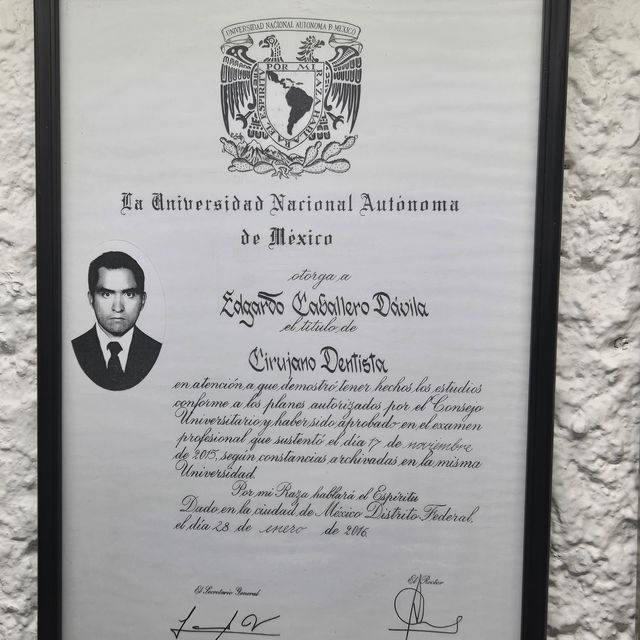 UNIVERSIDAD NACIONAL AUTONOMA D MEXICO
POR MI RAZA HABLARA EL
La Universidad Nacional Autónoma
de México
otorga a
Edgardo Caballero Dávila
el título de
Cirujano Dentista
en atención a que demostró tener hechos los estudios
conforme a los planes autorizados por el Consejo
Universitario y haber sido aprobado en el examen
profesional que sustentó el día 17 de noviembre
de 2015, según constancias archivadas en la misma
Universidad.
Por mi Raza hablará el Espíritu
Dado en la ciudad de México Distrito Federal,
el día 28 de enero de 2016.
El Secretario General
El Rector